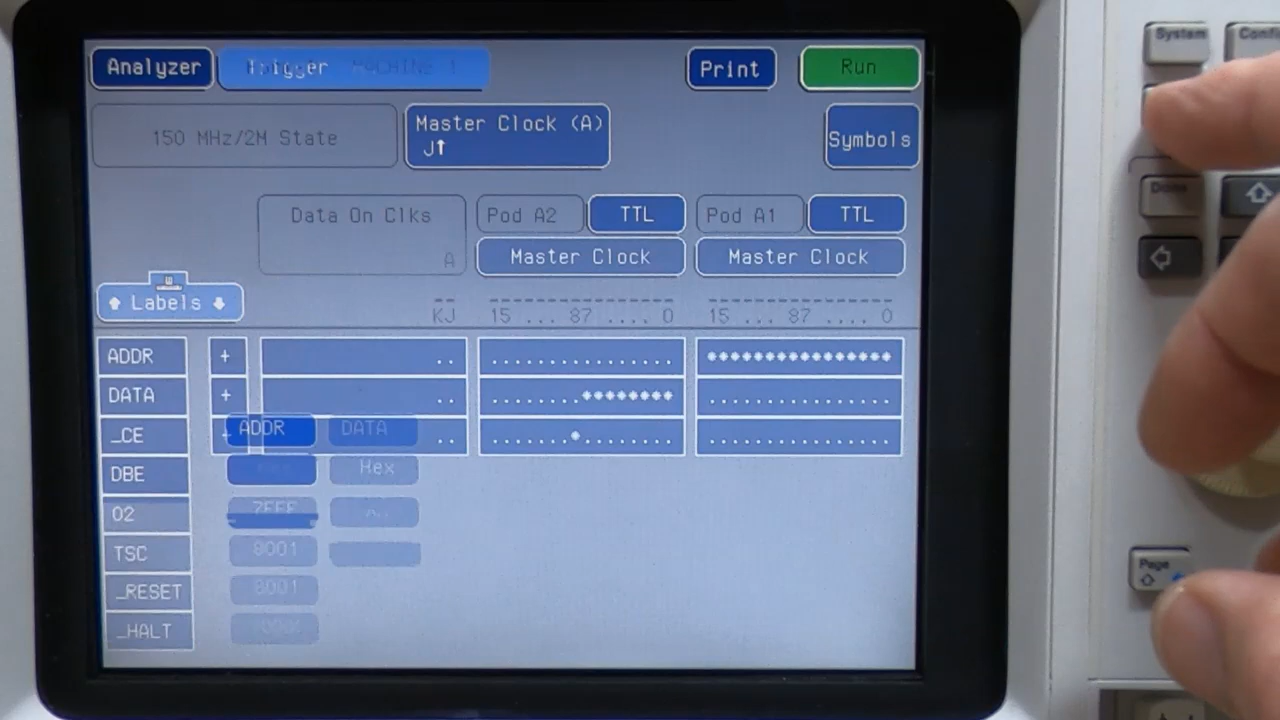 System Confi
Analyzer Trigger MACHINE 1 Print Run
150 MHz/2M State Master Clock (A) Symbols
J↑
Data On Clks Pod A2 TTL Pod A1 TTL
A Master Clock Master Clock
Done
Labels KJ 15 ... 87 .... 0 15 ... 87 .... 0
ADDR + .. ................ ****************
DATA + .. ........******** ................
_CE - ADDR DATA .. ........*....... ................
DBE Hex
O2 7FFF
TSC 8001
_RESET 8001
_HALT
Page